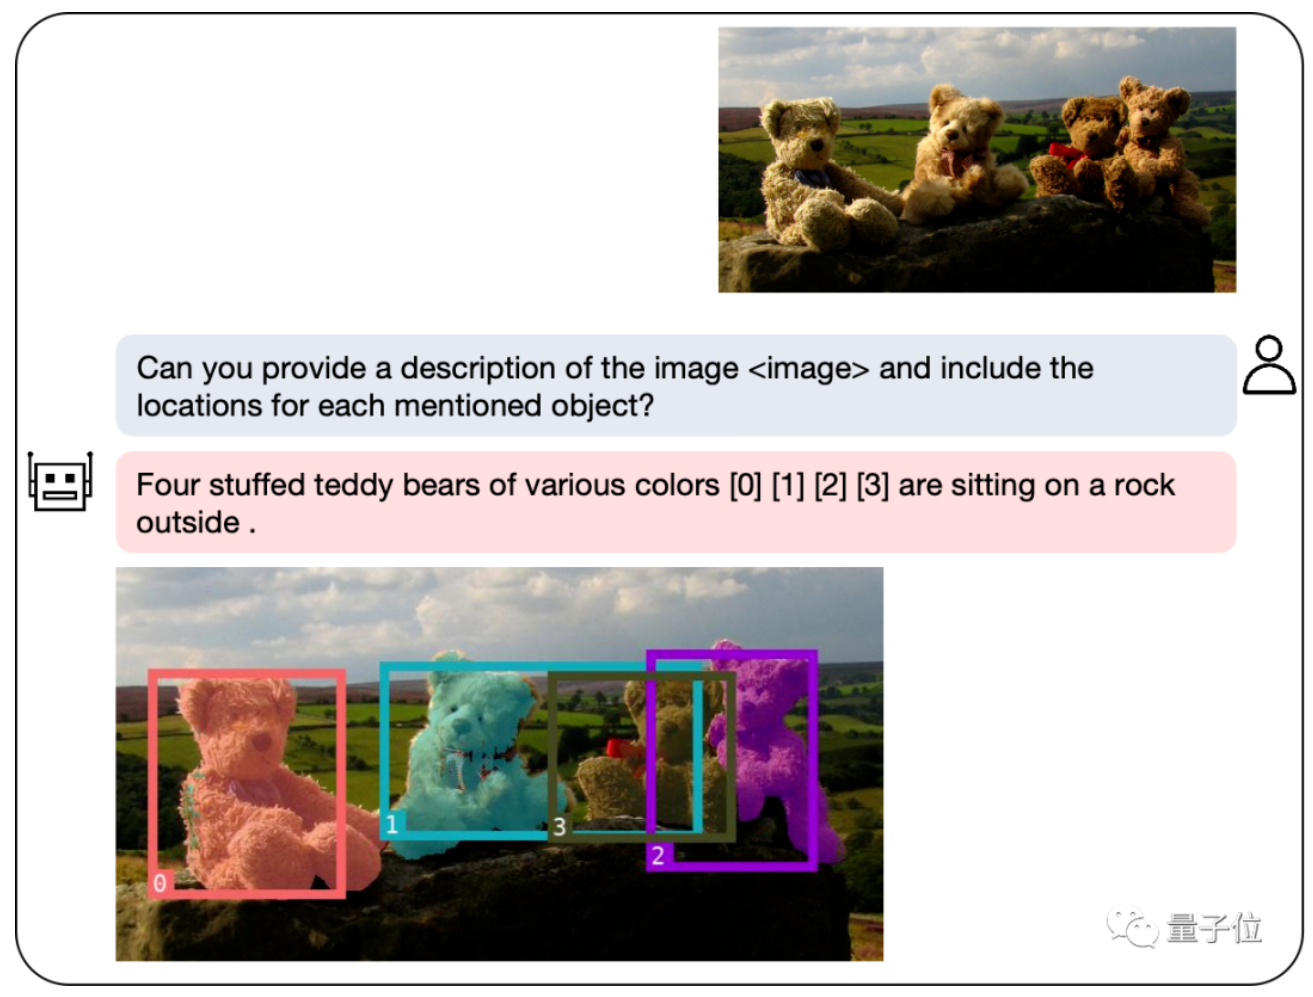 Can you provide a description of the image <image> and include the
locations for each mentioned object?
Four stuffed teddy bears of various colors [0] [1] [2] [3] are sitting on a rock
outside .
1
3
2
0
量子位